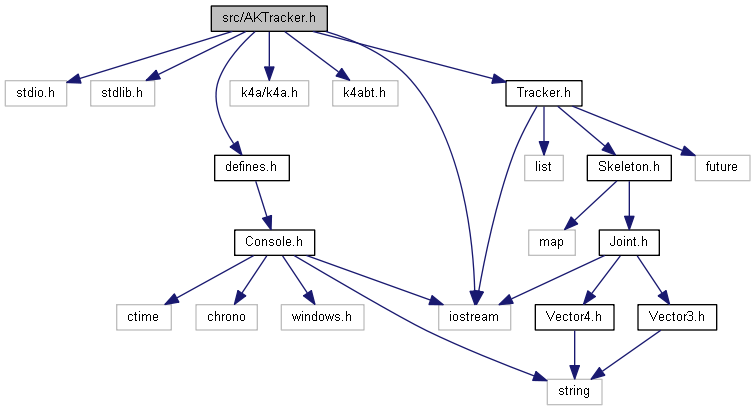 src/AKTracker.h
stdio.h
stdlib.h
k4a/k4a.h
k4abt.h
Tracker.h
defines.h
list
Skeleton.h
future
Console.h
map
Joint.h
ctime
chrono
windows.h
iostream
Vector4.h
Vector3.h
string